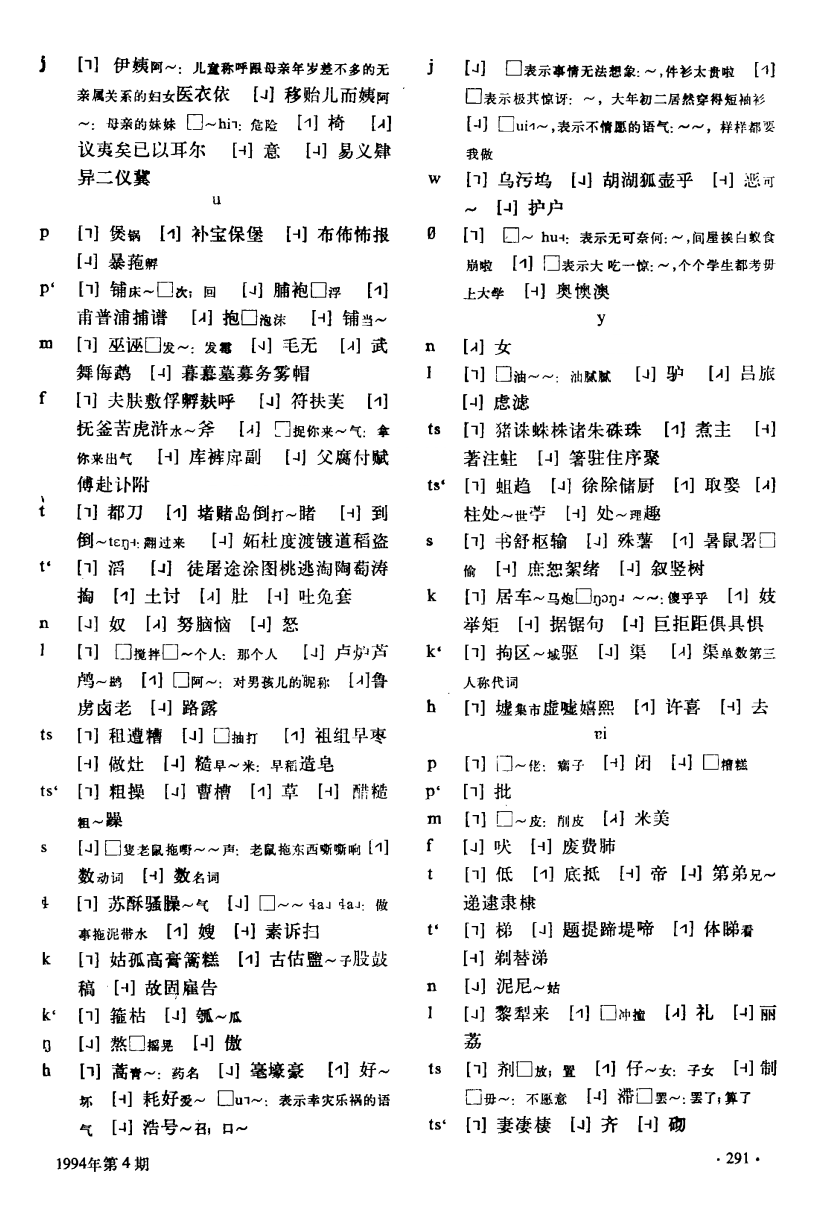 j [˥] 伊姨阿~: 儿童称呼跟母亲年岁差不多的无
亲属关系的妇女医衣依 [˩] 移贻儿而姨阿
~: 母亲的妹妹□~hi˥: 危险 [˧˥] 椅 [˩˥]
议夷矣已以耳尔 [˧] 意 [˨] 易义肄
异二仪冀
u
p [˥] 煲锅 [˧˥] 补宝保堡 [˧] 布佈怖报
[˨] 暴菢孵
p‘ [˥] 铺床~□次；回 [˩] 脯袍□浮 [˧˥]
甫普浦捕谱 [˩˥] 抱□泡沫 [˧] 铺当~
m [˥] 巫诬□发~: 发霉 [˩] 毛无 [˩˥] 武
舞侮鹉 [˨] 暮慕墓募务雾帽
f [˥] 夫肤敷俘孵麸呼 [˩] 符扶芙 [˧˥]
抚釜苦虎浒水~斧 [˩˥] □捉你来~气: 拿
你来出气 [˧] 库裤戽副 [˨] 父腐付赋
傅赴讣附
t [˥] 都刀 [˧˥] 堵赌岛倒打~睹 [˧] 到
倒~tɛŋ˧: 翻过来 [˨] 妬杜度渡镀道稻盗
t‘ [˥] 滔 [˩] 徒屠途涂图桃逃淘陶萄涛
掏 [˧˥] 土讨 [˩˥] 肚 [˧] 吐兔套
n [˩] 奴 [˩˥] 努脑恼 [˨] 怒
l [˥] □搅拌□~个人: 那个人 [˩] 卢炉芦
鸬~鹚 [˧˥] □阿~: 对男孩儿的昵称 [˩˥]鲁
虏卤老 [˨] 路露
ts [˥] 租遭糟 [˩] □抽打 [˧˥] 祖组早枣
[˧] 做灶 [˨] 糙早~米: 早稻造皂
ts‘ [˥] 粗操 [˩] 曹槽 [˧˥] 草 [˧] 醋糙
粗~躁
s [˩] □隻老鼠拖嘢~~声: 老鼠拖东西嘶嘶响 [˧˥]
数动词 [˧] 数名词
ɬ [˥] 苏酥骚臊~气 [˩] □~~ ɬa˩ ɬa˩: 做
事拖泥带水 [˧˥] 嫂 [˧] 素诉扫
k [˥] 姑孤高膏篙糕 [˧˥] 古估盬~子股鼓
稿 [˧] 故固雇告
k‘ [˥] 箍枯 [˩] 瓠~瓜
ŋ [˩] 熬□摇晃 [˨] 傲
h [˥] 蒿青~: 药名 [˩] 毫壕豪 [˧˥] 好~
坏 [˧] 耗好爱~ □u˥~: 表示幸灾乐祸的语
气 [˨] 浩号~召；口~
j [˩] □表示事情无法想象: ~,件衫太贵啦 [˧˥]
□表示极其惊讶: ~, 大年初二居然穿得短袖衫
[˨] □ui˧˥~,表示不情愿的语气: ~~, 样样都要
我做
w [˥] 乌污坞 [˩] 胡湖狐壶乎 [˧] 恶可
~ [˨] 护户
ø [˥] □~ hu˧: 表示无可奈何: ~,间屋挨白蚁食
崩啦 [˧˥] □表示大吃一惊: ~,个个学生都考毌
上大学 [˧] 奥懊澳
y
n [˩˥] 女
l [˥] □油~~: 油腻腻 [˩] 驴 [˩˥] 吕旅
[˨] 虑滤
ts [˥] 猪诛蛛株诸朱硃珠 [˧˥] 煮主 [˧]
著注蛀 [˨] 箸驻住序聚
ts‘ [˥] 蛆趋 [˩] 徐除储厨 [˧˥] 取娶 [˩˥]
柱处~世苧 [˧] 处~理趣
s [˥] 书舒枢输 [˩] 殊薯 [˧˥] 暑鼠署□
偷 [˧] 庶恕絮绪 [˨] 叙竖树
k [˥] 居车~马炮□ŋɔŋ˨ ~~: 傻乎乎 [˧˥] 妓
举矩 [˧] 据锯句 [˨] 巨拒距俱具惧
k‘ [˥] 拘区~域驱 [˩] 渠 [˩˥] 渠单数第三
人称代词
h [˥] 墟集市虚嘘嬉熙 [˧˥] 许喜 [˧] 去
ɐi
p [˥] □~佬: 瘸子 [˧] 闭 [˨] □糟糕
p‘ [˥] 批
m [˥] □~皮: 削皮 [˩˥] 米美
f [˩] 吠 [˧] 废费肺
t [˥] 低 [˧˥] 底抵 [˧] 帝 [˨] 第弟兄~
递逮隶棣
t‘ [˥] 梯 [˩] 题提蹄堤啼 [˧˥] 体睇看
[˧] 剃替涕
n [˩] 泥尼~姑
l [˩] 黎犁来 [˧˥] □冲撞 [˩˥] 礼 [˨] 丽
荔
ts [˥] 剂□放；置 [˧˥] 仔~女: 子女 [˧] 制
□毌~: 不愿意 [˨] 滞□罢~: 罢了；算了
ts‘ [˥] 妻凄棲 [˩] 齐 [˧] 砌
1994年第4期
·291·